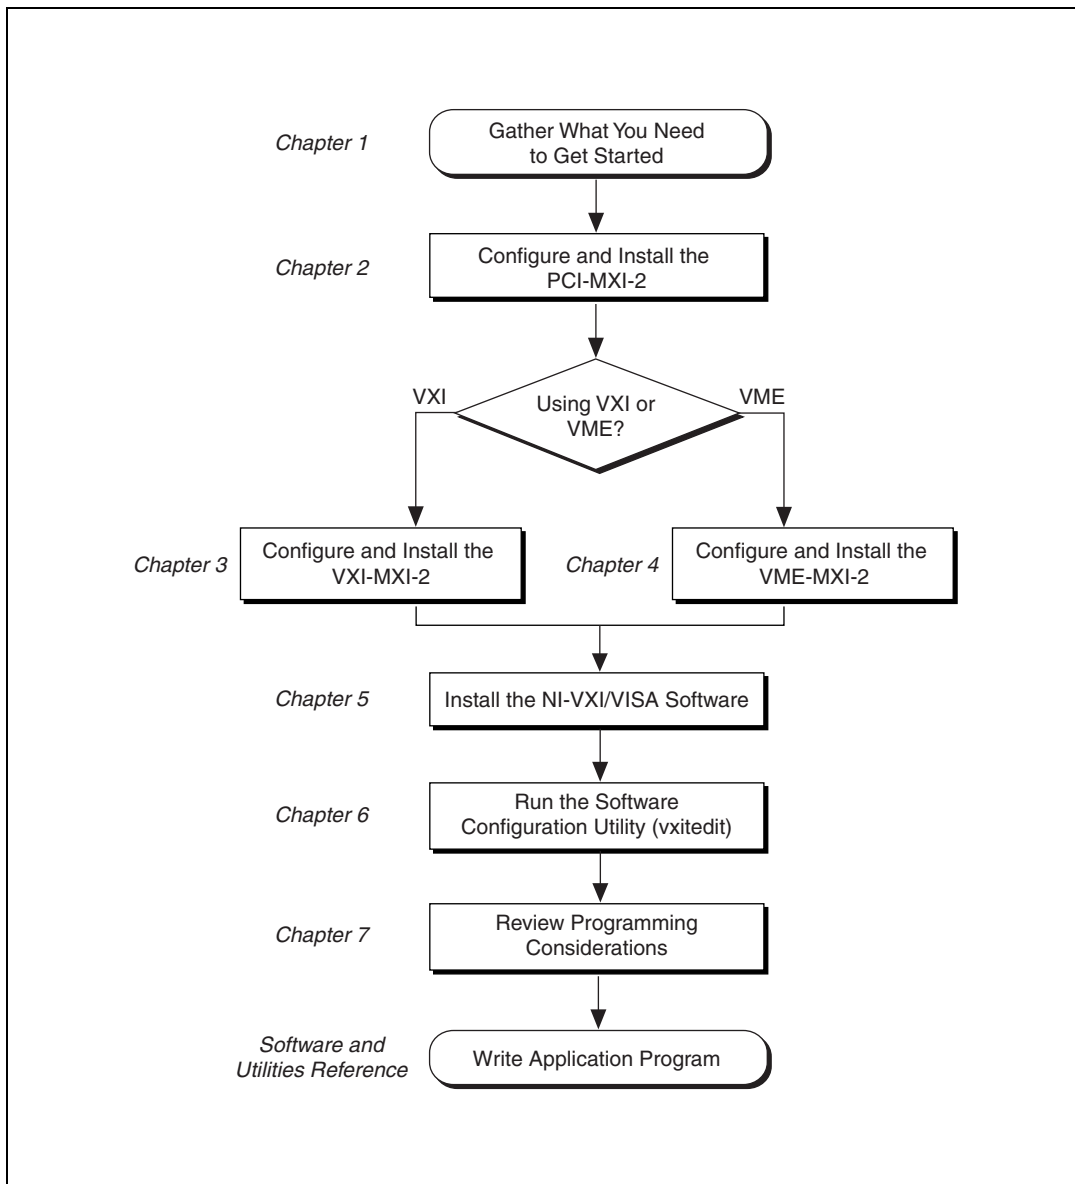 Chapter 1
Gather What You Need
to Get Started
Chapter 2
Configure and Install the
PCI-MXI-2
VXI
Using VXI or
VME?
VME
Chapter 3
Configure and Install the
VXI-MXI-2
Chapter 4
Configure and Install the
VME-MXI-2
Chapter 5
Install the NI-VXI/VISA Software
Chapter 6
Run the Software
Configuration Utility (vxitedit)
Chapter 7
Review Programming
Considerations
Software and
Utilities Reference
Write Application Program